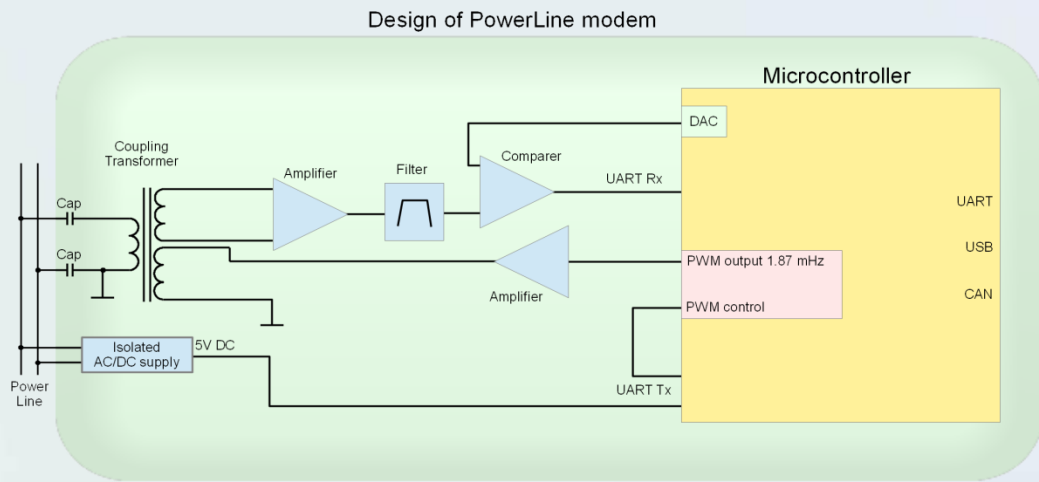 Design of PowerLine modem
Microcontroller
DAC
Coupling
Transformer
Amplifier
Filter
Comparer
UART Rx
Cap
Cap
UART
USB
CAN
PWM output 1.87 mHz
PWM control
Amplifier
Isolated
AC/DC supply
5V DC
Power
Line
UART Tx